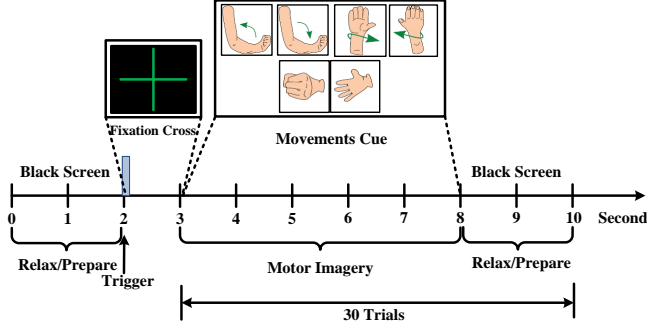 Fixation Cross
Movements Cue
Black Screen
Black Screen
0 1 2 3 4 5 6 7 8 9 10 Second
Relax/Prepare
Trigger
Motor Imagery
Relax/Prepare
30 Trials